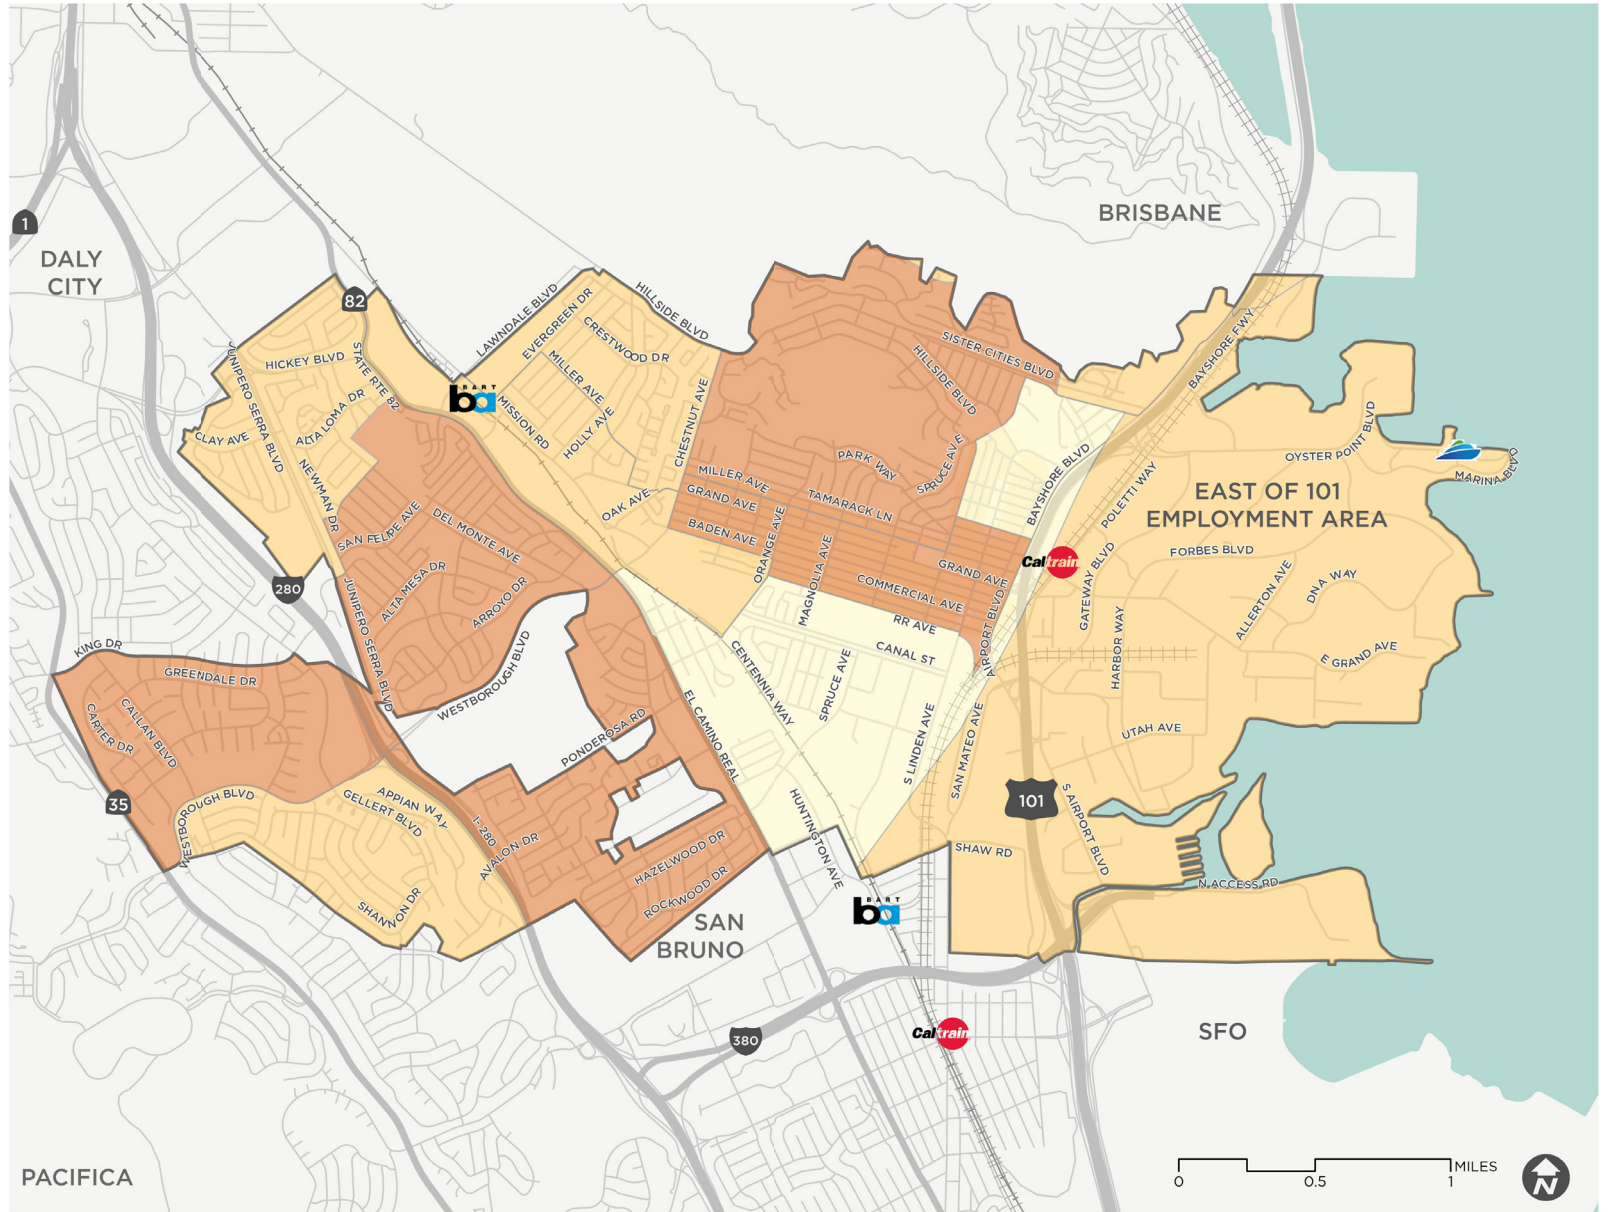 BRISBANE
1
DALY
CITY
82
LAWNDALE BLVD
HILLSIDE BLVD
EVERGREEN DR
CRESTWOOD DR
SISTER CITIES BLVD
BAYSHORE FWY
HICKEY BLVD
JUNIPERO SERRA BLVD
STATE RTE 82
MILLER AVE
HILLSIDE BLVD
BART
ba
MISSION RD
HOLLY AVE
CHESTNUT AVE
ALTA LOMA DR
CLAY AVE
OYSTER POINT BLVD
MARINA BLVD
PARK WAY
SPRUCE AVE
BAYSHORE BLVD
POLETTI WAY
EAST OF 101
EMPLOYMENT AREA
NEWMAN DR
MILLER AVE
GRAND AVE
TAMARACK LN
OAK AVE
BADEN AVE
ORANGE AVE
SAN FELIPE AVE
DEL MONTE AVE
FORBES BLVD
Caltrain
GRAND AVE
GATEWAY BLVD
ALLERTON AVE
DNA WAY
MAGNOLIA AVE
COMMERCIAL AVE
ALTA MESA DR
ARROYO DR
280
JUNIPERO SERRA BLVD
RR AVE
AIRPORT BLVD
HARBOR WAY
CANAL ST
E GRAND AVE
KING DR
GREENDALE DR
WESTBOROUGH BLVD
CENTENNIA WAY
SPRUCE AVE
CARTER DR
CALLAN BLVD
PONDEROSA RD
EL CAMINO REAL
S LINDEN AVE
SAN MATEO AVE
UTAH AVE
35
WESTBOROUGH BLVD
APPIAN WAY
GELLERT BLVD
I- 280
AVALON DR
HUNTINGTON AVE
101
S AIRPORT BLVD
HAZELWOOD DR
ROCKWOOD DR
SHAW RD
N ACCESS RD
SHANNON DR
SAN
BRUNO
BART
ba
380
Caltrain
SFO
PACIFICA
MILES
0
0.5
1
N